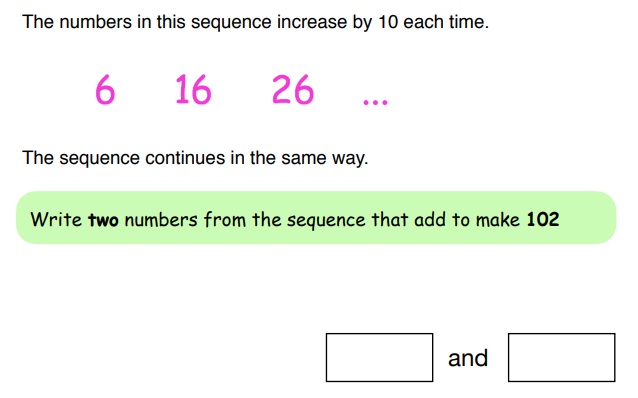 The numbers in this sequence increase by 10 each time.
6 16 26 ...
The sequence continues in the same way.
Write two numbers from the sequence that add to make 102
and